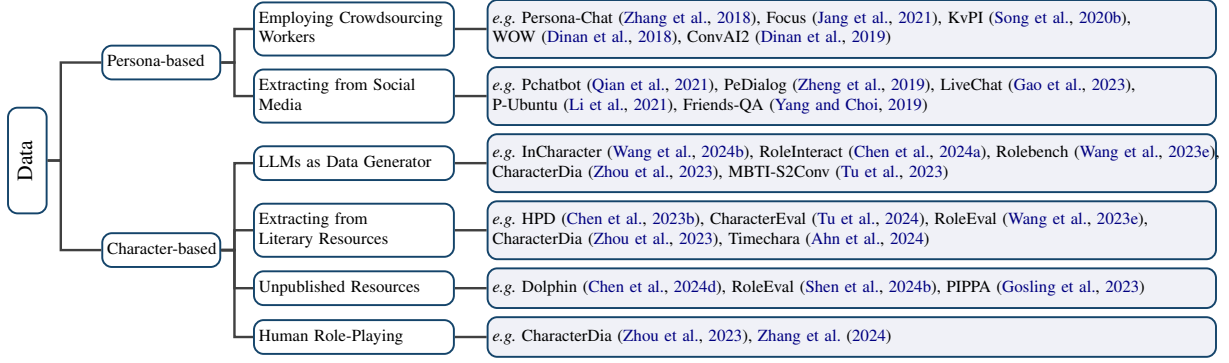 Data
Persona-based
Employing Crowdsourcing
Workers
e.g. Persona-Chat (Zhang et al., 2018), Focus (Jang et al., 2021), KvPI (Song et al., 2020b),
WOW (Dinan et al., 2018), ConvAI2 (Dinan et al., 2019)
Extracting from Social
Media
e.g. Pchatbot (Qian et al., 2021), PeDialog (Zheng et al., 2019), LiveChat (Gao et al., 2023),
P-Ubuntu (Li et al., 2021), Friends-QA (Yang and Choi, 2019)
Character-based
LLMs as Data Generator
e.g. InCharacter (Wang et al., 2024b), RoleInteract (Chen et al., 2024a), Rolebench (Wang et al., 2023e),
CharacterDia (Zhou et al., 2023), MBTI-S2Conv (Tu et al., 2023)
Extracting from
Literary Resources
e.g. HPD (Chen et al., 2023b), CharacterEval (Tu et al., 2024), RoleEval (Wang et al., 2023e),
CharacterDia (Zhou et al., 2023), Timechara (Ahn et al., 2024)
Unpublished Resources
e.g. Dolphin (Chen et al., 2024d), RoleEval (Shen et al., 2024b), PIPPA (Gosling et al., 2023)
Human Role-Playing
e.g. CharacterDia (Zhou et al., 2023), Zhang et al. (2024)